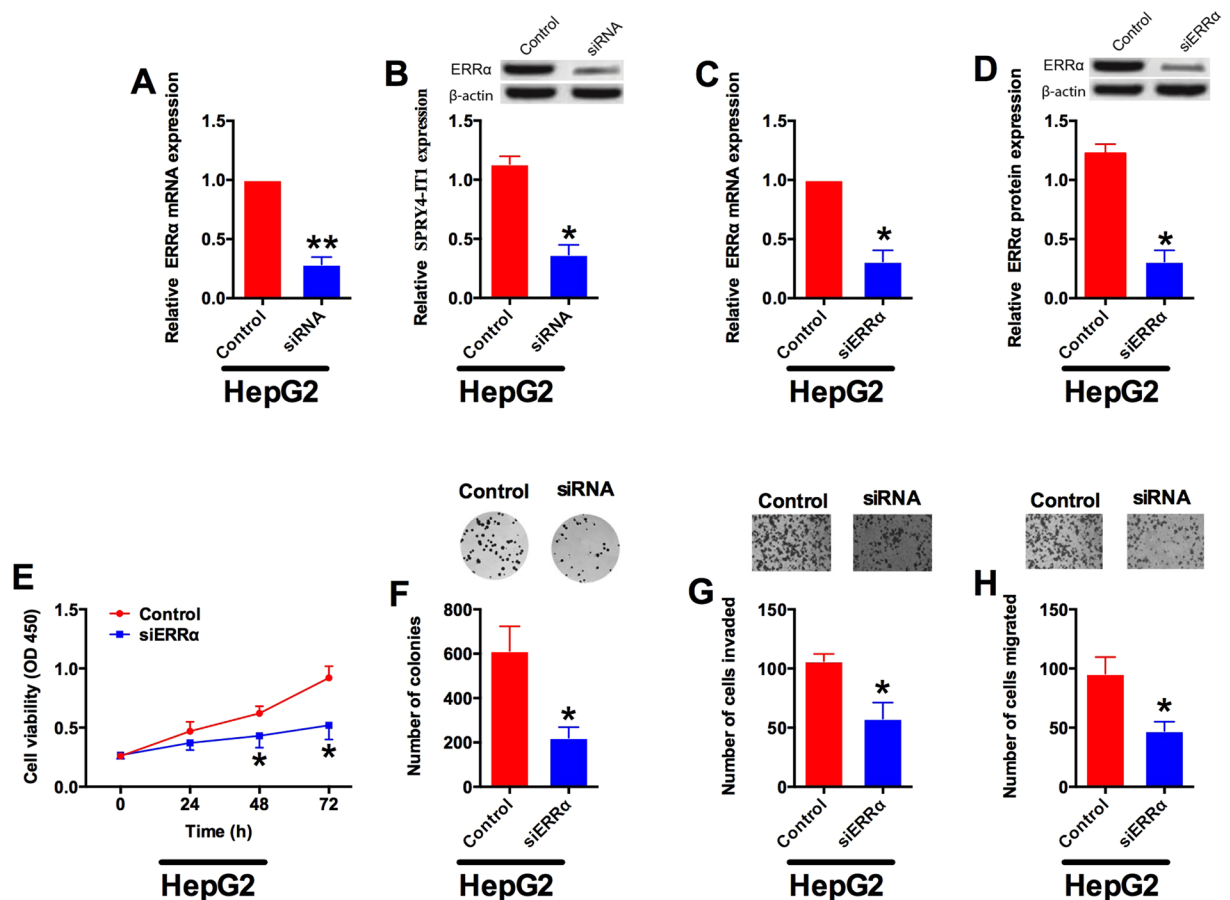 A
Relative ERRα mRNA expression
1.5
1.0
0.5
0.0
**
Control
siRNA
HepG2
B
Control
siRNA
ERRα
β-actin
Relative SPRY4-IT1 expression
1.5
1.0
0.5
0.0
*
Control
siRNA
HepG2
C
Relative ERRα mRNA expression
1.5
1.0
0.5
0.0
*
Control
siERRα
HepG2
D
Control
siERRα
ERRα
β-actin
Relative ERRα protein expression
1.5
1.0
0.5
0.0
*
Control
siERRα
HepG2
E
Cell viability (OD 450)
1.5
1.0
0.5
0.0
Control
siERRα
*
*
0
24
48
72
Time (h)
HepG2
Control
siRNA
F
Number of colonies
800
600
400
200
0
*
Control
siERRα
HepG2
Control
siRNA
G
Number of cells invaded
150
100
50
0
*
Control
siERRα
HepG2
Control
siRNA
H
Number of cells migrated
150
100
50
0
*
Control
siERRα
HepG2